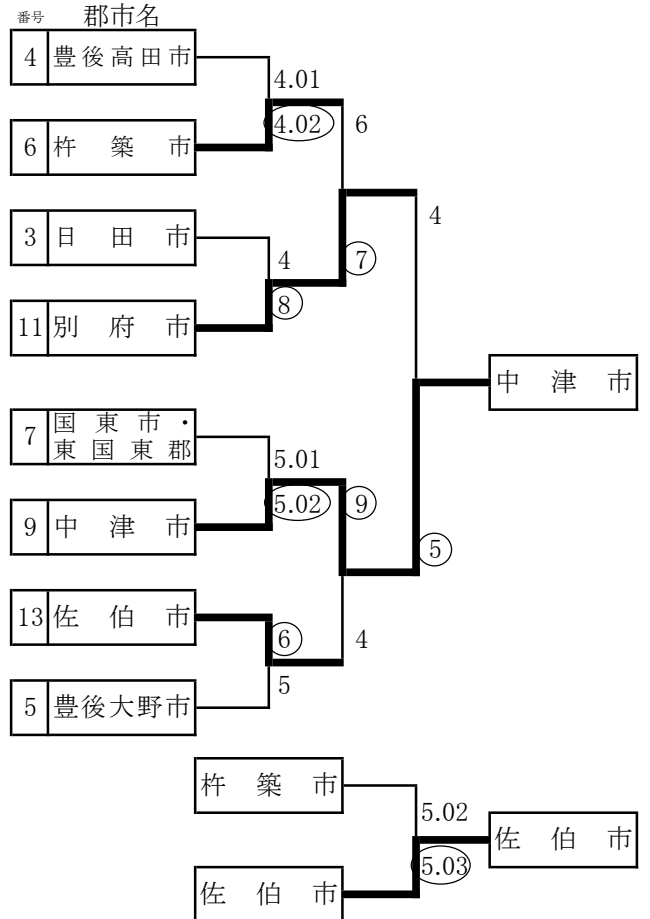 番号 郡市名
4 豊後高田市
4.01
4.02
6
6 杵築市
4
3 日田市
4
7
8
11 別府市
中津市
7 国東市・
東国東郡
5.01
5.02
9
9 中津市
5
13 佐伯市
6
4
5
5 豊後大野市
杵築市
5.02
佐伯市
5.03
佐伯市